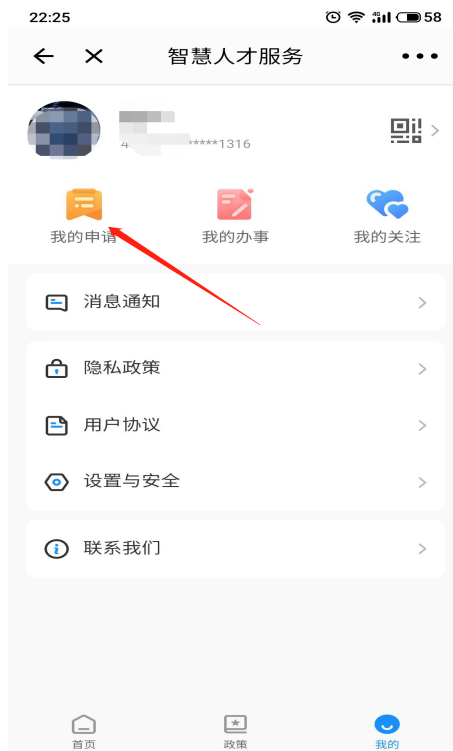 22:25
4G
58
智慧人才服务
4 *****1316
我的申请
我的办事
我的关注
消息通知
隐私政策
用户协议
设置与安全
联系我们
首页
政策
我的